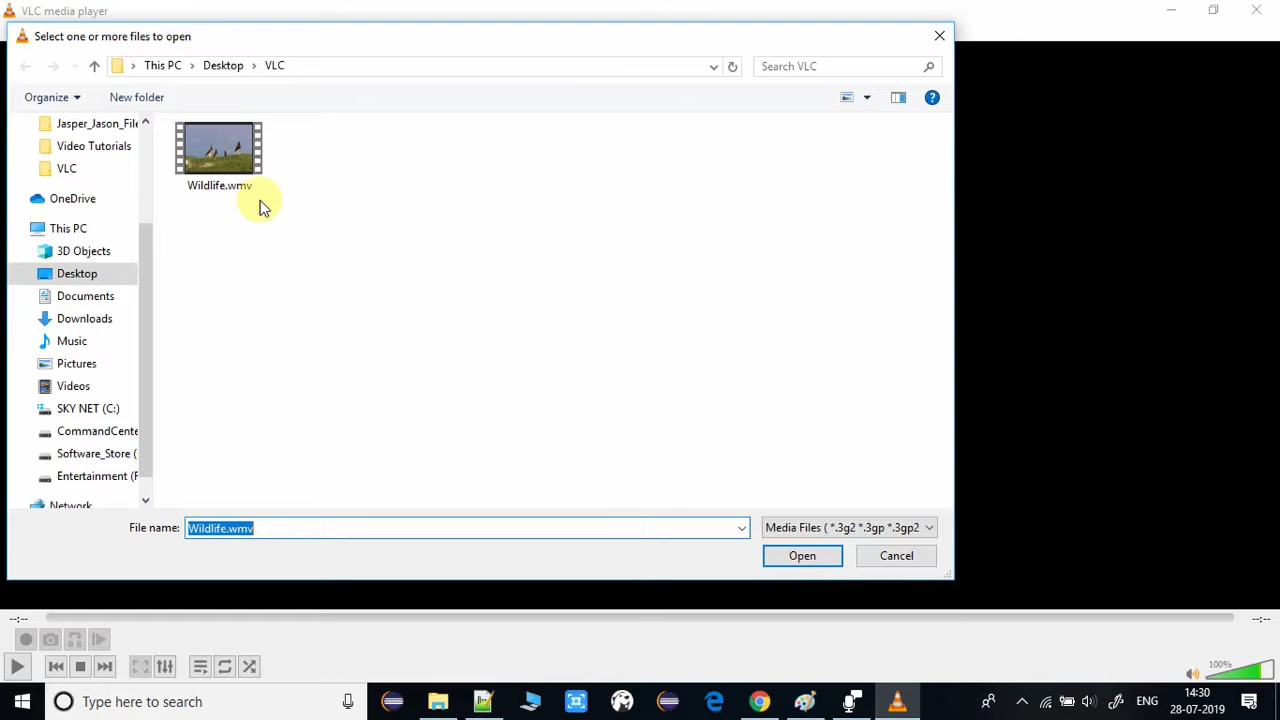 VLC media player
Select one or more files to open
This PC > Desktop > VLC
Search VLC
Organize
New folder
Jasper_Jason_File
Video Tutorials
VLC
OneDrive
This PC
3D Objects
Desktop
Documents
Downloads
Music
Pictures
Videos
SKY NET (C:)
CommandCente
Software_Store (
Entertainment (F
Network
Wildlife.wmv
File name:
Wildlife.wmv
Media Files ( *.3g2 *.3gp *.3gp2
Open
Cancel
--:--
--:--
100%
Type here to search
ENG
14:30
28-07-2019